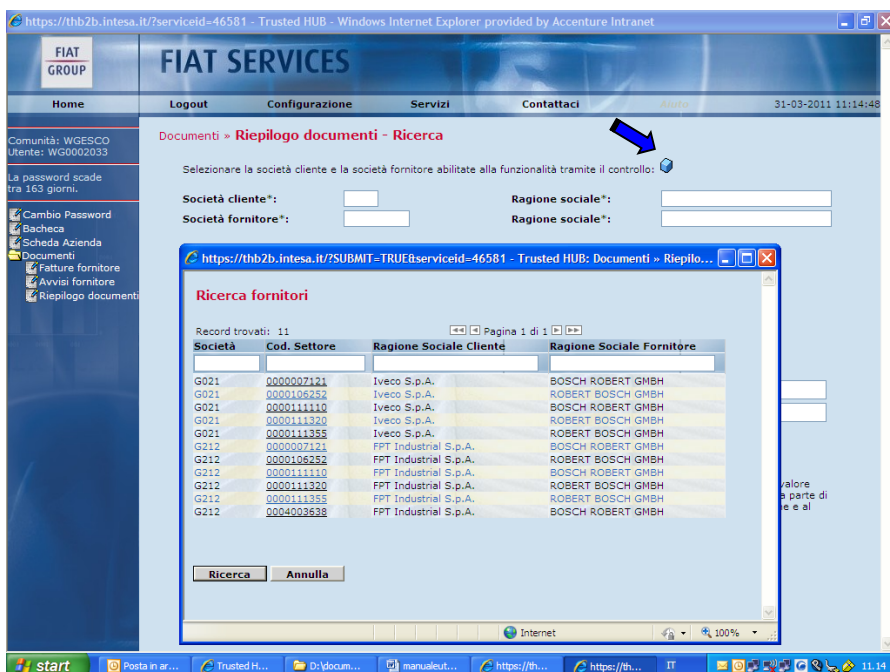 https://thb2b.intesa.it/?serviceid=46581 - Trusted HUB - Windows Internet Explorer provided by Accenture Intranet
FIAT GROUP
FIAT SERVICES
Home Logout Configurazione Servizi Contattaci Aiuto 31-03-2011 11:14:48
Comunità: WGESCO
Utente: WG0002033
La password scade
tra 163 giorni.
Cambio Password
Bacheca
Scheda Azienda
Documenti
Fatture fornitore
Avvisi fornitore
Riepilogo documenti
Documenti » Riepilogo documenti - Ricerca
Selezionare la società cliente e la società fornitore abilitate alla funzionalità tramite il controllo:
Società cliente*: Ragione sociale*:
Società fornitore*: Ragione sociale*:
https://thb2b.intesa.it/?SUBMIT=TRUE&serviceid=46581 - Trusted HUB: Documenti » Riepilo...
Ricerca fornitori
Record trovati: 11 Pagina 1 di 1
Società Cod. Settore Ragione Sociale Cliente Ragione Sociale Fornitore
G021 0000007121 Iveco S.p.A. BOSCH ROBERT GMBH
G021 0000106252 Iveco S.p.A. ROBERT BOSCH GMBH
G021 0000111110 Iveco S.p.A. BOSCH ROBERT GMBH
G021 0000111320 Iveco S.p.A. ROBERT BOSCH GMBH
G021 0000111355 Iveco S.p.A. ROBERT BOSCH GMBH
G212 0000007121 FPT Industrial S.p.A. BOSCH ROBERT GMBH
G212 0000106252 FPT Industrial S.p.A. ROBERT BOSCH GMBH
G212 0000111110 FPT Industrial S.p.A. BOSCH ROBERT GMBH
G212 0000111320 FPT Industrial S.p.A. ROBERT BOSCH GMBH
G212 0000111355 FPT Industrial S.p.A. ROBERT BOSCH GMBH
G212 0004003638 FPT Industrial S.p.A. BOSCH ROBERT GMBH
valore
a parte di
e e al
Ricerca Annulla
Internet 100%
start Posta in ar... Trusted H... D:\docum... manualeut... https://th... https://th... IT 11.14